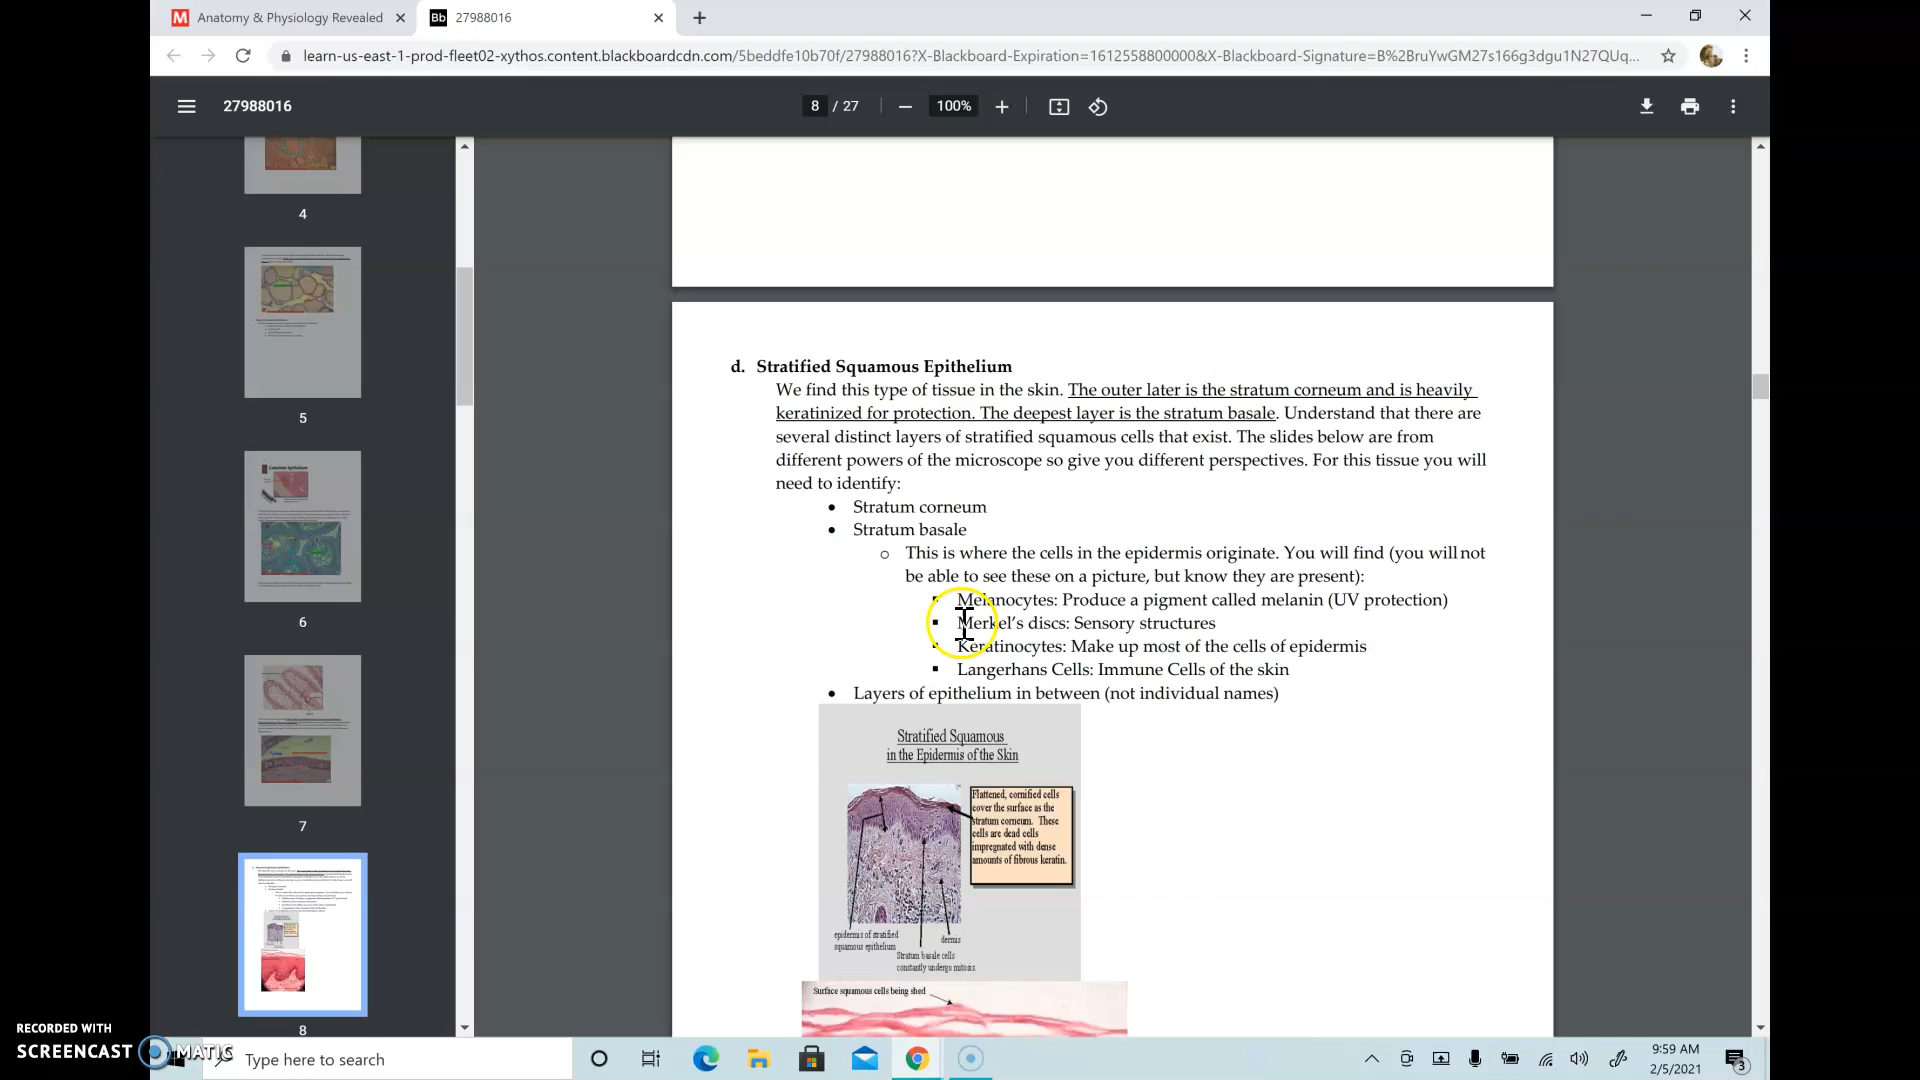 Anatomy & Physiology Revealed
Bb 27988016
learn-us-east-1-prod-fleet02-xythos.content.blackboardcdn.com/5beddfe10b70f/27988016?X-Blackboard-Expiration=1612558800000&X-Blackboard-Signature=B%2BruYwGM27s166g3dgu1N27QUq...
27988016
8 / 27
100%
4
5
6
7
8
d. Stratified Squamous Epithelium
We find this type of tissue in the skin. The outer later is the stratum corneum and is heavily
keratinized for protection. The deepest layer is the stratum basale. Understand that there are
several distinct layers of stratified squamous cells that exist. The slides below are from
different powers of the microscope so give you different perspectives. For this tissue you will
need to identify:
• Stratum corneum
• Stratum basale
o This is where the cells in the epidermis originate. You will find (you will not
be able to see these on a picture, but know they are present):
▪ Melanocytes: Produce a pigment called melanin (UV protection)
▪ Merkel's discs: Sensory structures
▪ Keratinocytes: Make up most of the cells of epidermis
▪ Langerhans Cells: Immune Cells of the skin
• Layers of epithelium in between (not individual names)
Stratified Squamous
in the Epidermis of the Skin
Flattened, cornified cells
cover the surface as the
stratum corneum. These
cells are dead cells
impregnated with dense
amounts of fibrous keratin.
epidermis of stratified
squamous epithelium
dermis
Stratum basale cells
constantly undergo mitosis.
Surface squamous cells being shed
RECORDED WITH
SCREENCAST MATIC
Type here to search
9:59 AM
2/5/2021
3